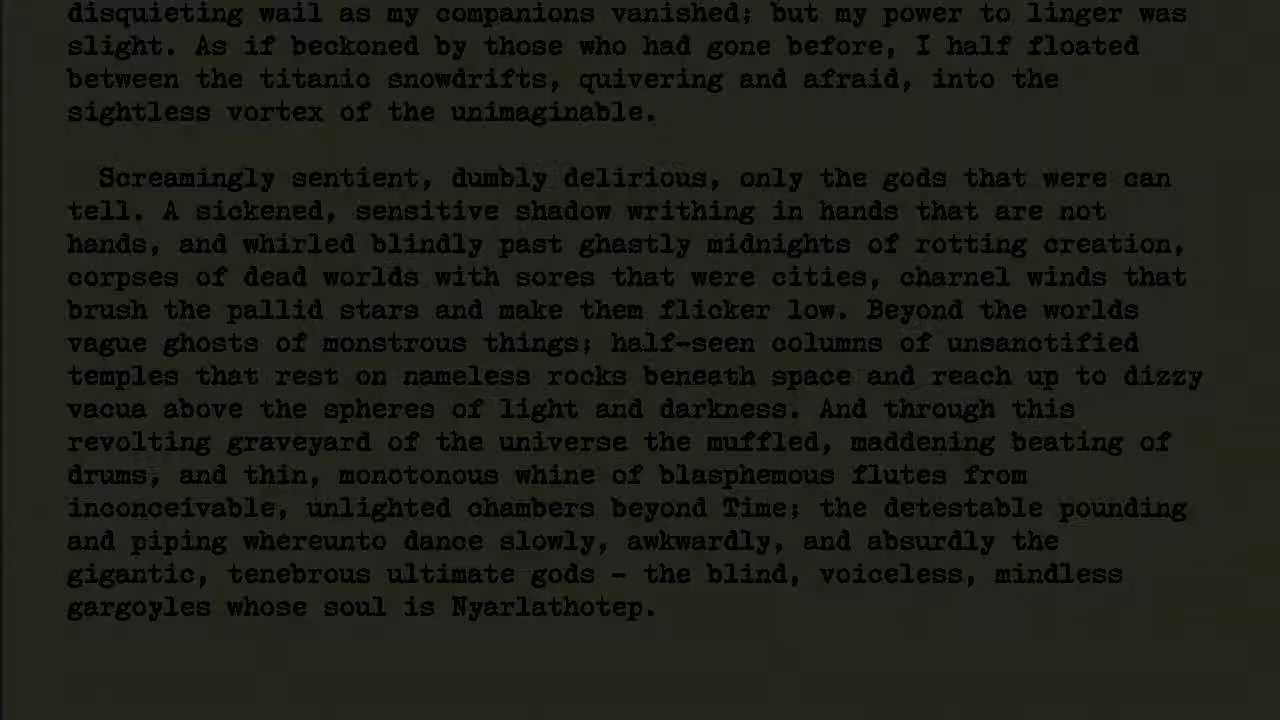 disquieting wail as my companions vanished; but my power to linger was
slight. As if beckoned by those who had gone before, I half floated
between the titanic snowdrifts, quivering and afraid, into the
sightless vortex of the unimaginable.
Screamingly sentient, dumbly delirious, only the gods that were can
tell. A sickened, sensitive shadow writhing in hands that are not
hands, and whirled blindly past ghastly midnights of rotting creation,
corpses of dead worlds with sores that were cities, charnel winds that
brush the pallid stars and make them flicker low. Beyond the worlds
vague ghosts of monstrous things; half-seen columns of unsanctified
temples that rest on nameless rocks beneath space and reach up to dizzy
vacua above the spheres of light and darkness. And through this
revolting graveyard of the universe the muffled, maddening beating of
drums, and thin, monotonous whine of blasphemous flutes from
inconceivable, unlighted chambers beyond Time; the detestable pounding
and piping whereunto dance slowly, awkwardly, and absurdly the
gigantic, tenebrous ultimate gods - the blind, voiceless, mindless
gargoyles whose soul is Nyarlathotep.